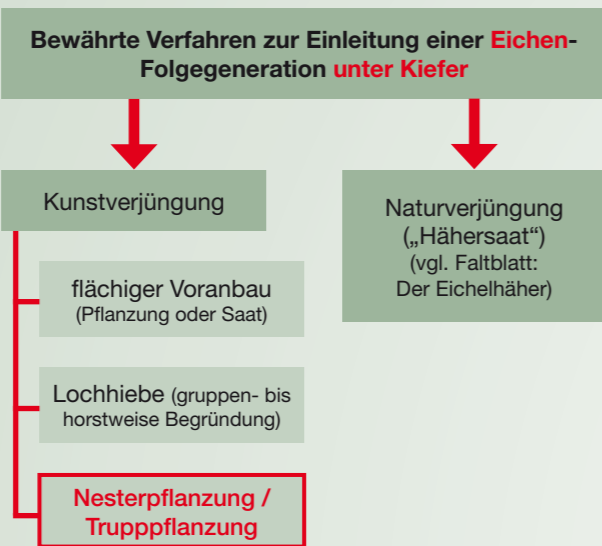 Bewährte Verfahren zur Einleitung einer Eichen-
Folgegeneration unter Kiefer
Kunstverjüngung
flächiger Voranbau
(Pflanzung oder Saat)
Lochhiebe (gruppen- bis
horstweise Begründung)
Nesterpflanzung /
Trupppflanzung
Naturverjüngung
(„Hähersaat“)
(vgl. Faltblatt:
Der Eichelhäher)